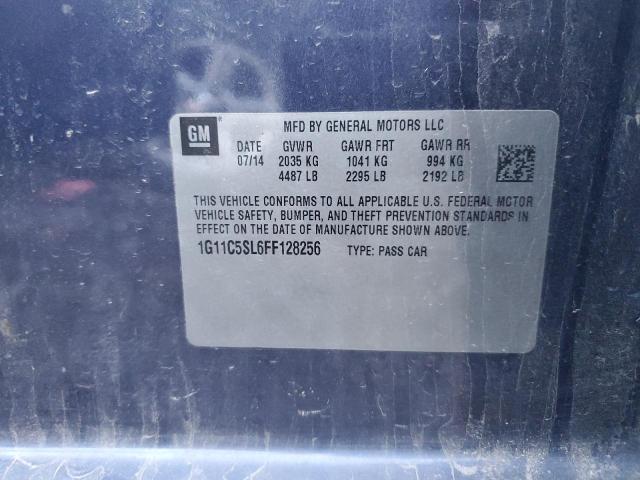 GM
MFD BY GENERAL MOTORS LLC
DATE GVWR GAWR FRT GAWR RR
07/14 2035 KG 1041 KG 994 KG
4487 LB 2295 LB 2192 LB
THIS VEHICLE CONFORMS TO ALL APPLICABLE U.S. FEDERAL MOTOR
VEHICLE SAFETY, BUMPER, AND THEFT PREVENTION STANDARDS IN
EFFECT ON THE DATE OF MANUFACTURE SHOWN ABOVE.
1G11C5SL6FF128256 TYPE: PASS CAR